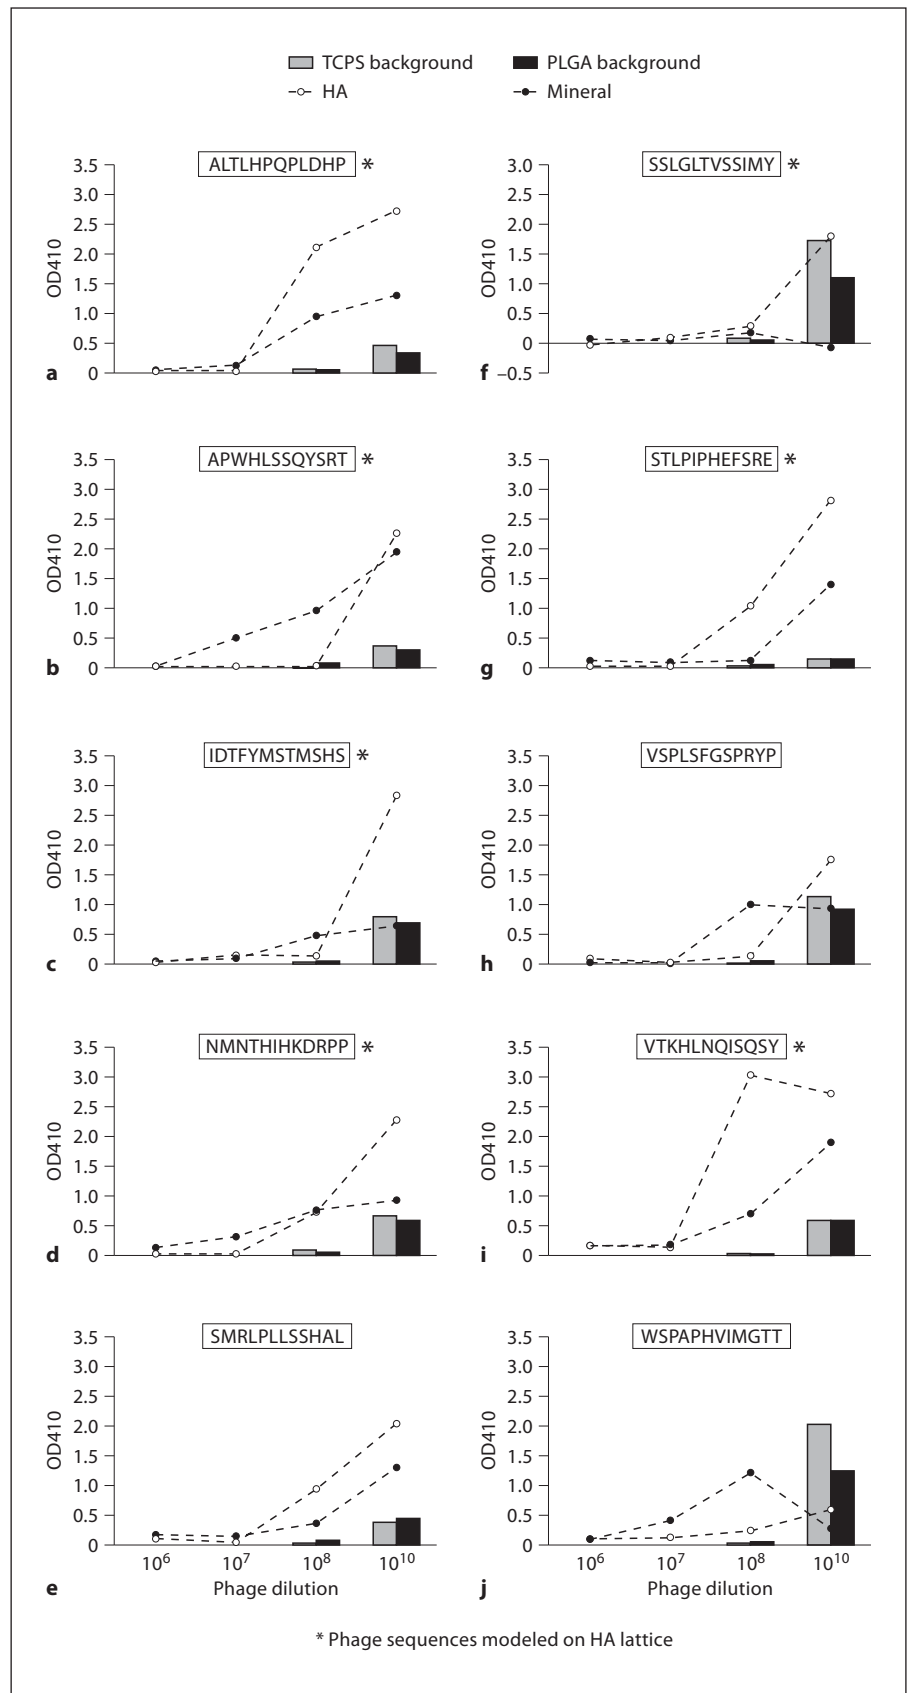 TCPS background PLGA background
HA Mineral
ALTLHPQPLDHP *
OD410
3.5
3.0
2.5
2.0
1.5
1.0
0.5
0
a
SSLGLTVSSIMY *
OD410
3.0
2.5
2.0
1.5
1.0
0.5
0
–0.5
f
APWHLSSQYSRT *
OD410
3.5
3.0
2.5
2.0
1.5
1.0
0.5
0
b
STLPIPHEFSRE *
OD410
3.5
3.0
2.5
2.0
1.5
1.0
0.5
0
g
IDTFYMSTMSHS *
OD410
3.5
3.0
2.5
2.0
1.5
1.0
0.5
0
c
VSPLSFGSPRYP
OD410
3.5
3.0
2.5
2.0
1.5
1.0
0.5
0
h
NMNTHIHKDRPP *
OD410
3.5
3.0
2.5
2.0
1.5
1.0
0.5
0
d
VTKHLNQISQSY *
OD410
3.5
3.0
2.5
2.0
1.5
1.0
0.5
0
i
SMRLPLLSSHAL
OD410
3.5
3.0
2.5
2.0
1.5
1.0
0.5
0
10⁶ 10⁷ 10⁸ 10¹⁰
Phage dilution
e
WSPAPHVIMGTT
OD410
3.5
3.0
2.5
2.0
1.5
1.0
0.5
0
10⁶ 10⁷ 10⁸ 10¹⁰
Phage dilution
j
* Phage sequences modeled on HA lattice